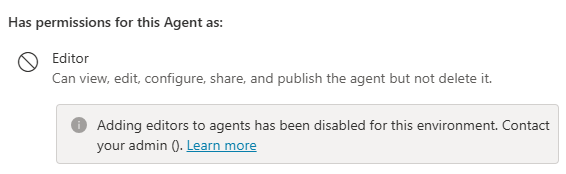 Has permissions for this Agent as:
Editor
Can view, edit, configure, share, and publish the agent but not delete it.
Adding editors to agents has been disabled for this environment. Contact
your admin (). Learn more